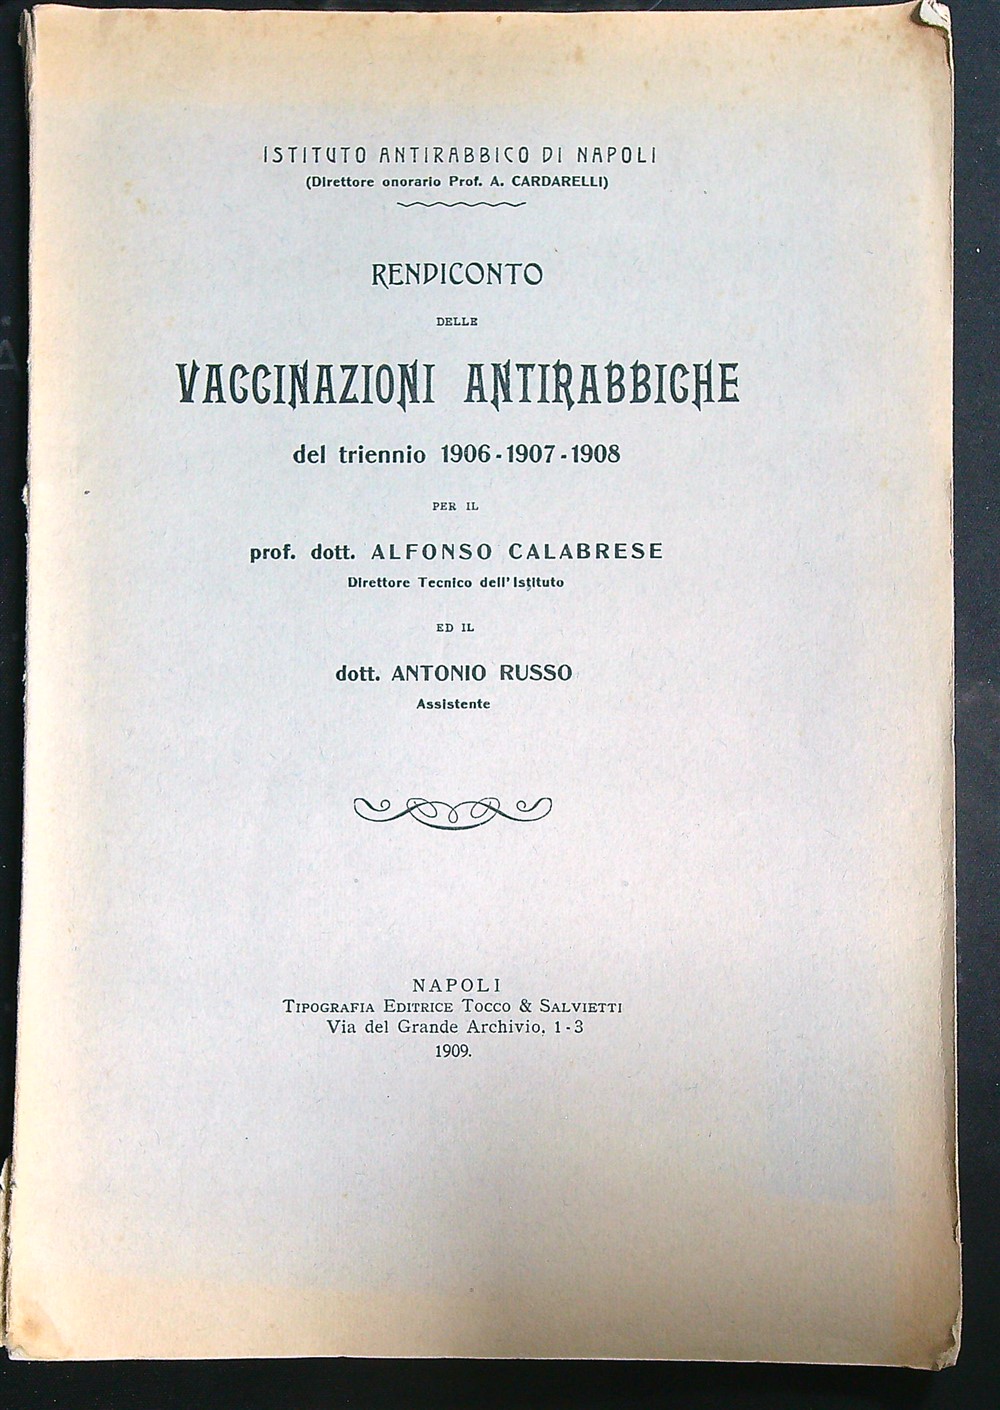 ISTITUTO ANTIRABBICO DI NAPOLI
(Direttore onorario Prof. A. CARDARELLI)
RENDICONTO
DELLE
VACCINAZIONI ANTIRABBICHE
del triennio 1906-1907-1908
PER IL
prof. dott. ALFONSO CALABRESE
Direttore Tecnico dell'Istituto
ED IL
dott. ANTONIO RUSSO
Assistente
NAPOLI
TIPOGRAFIA EDITRICE TOCCO & SALVIETTI
Via del Grande Archivio, 1-3
1909.